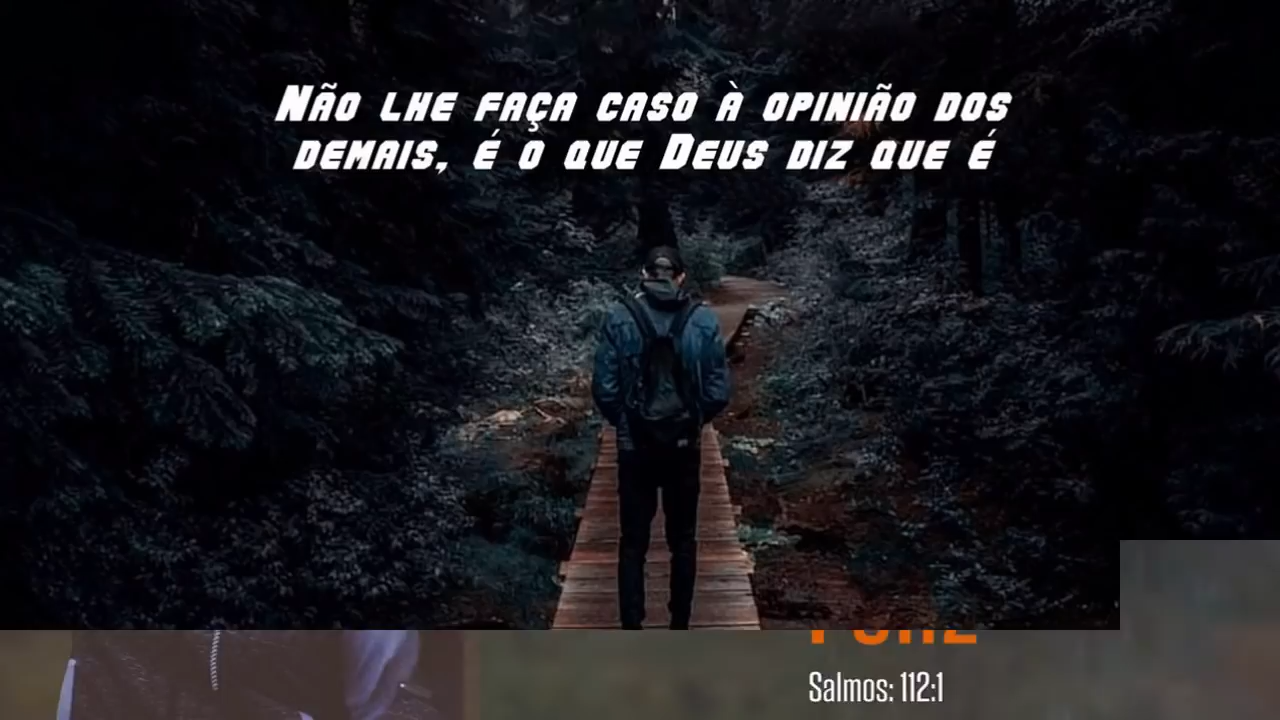 Não lhe faça caso à opinião dos
demais, é o que Deus diz que é
Salmos: 112:1